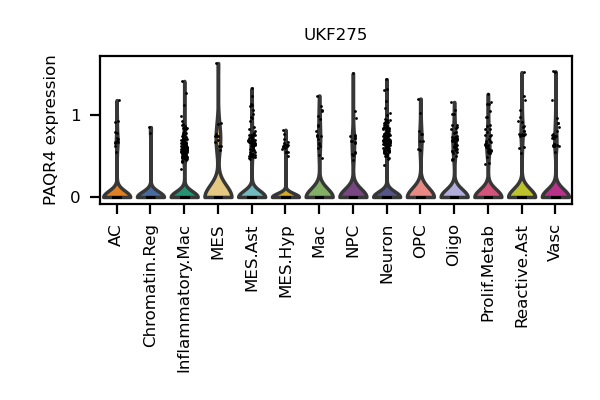 UKF275
PAQR4 expression
1
0
AC
Chromatin.Reg
Inflammatory.Mac
MES
MES.Ast
MES.Hyp
Mac
NPC
Neuron
OPC
Oligo
Prolif.Metab
Reactive.Ast
Vasc